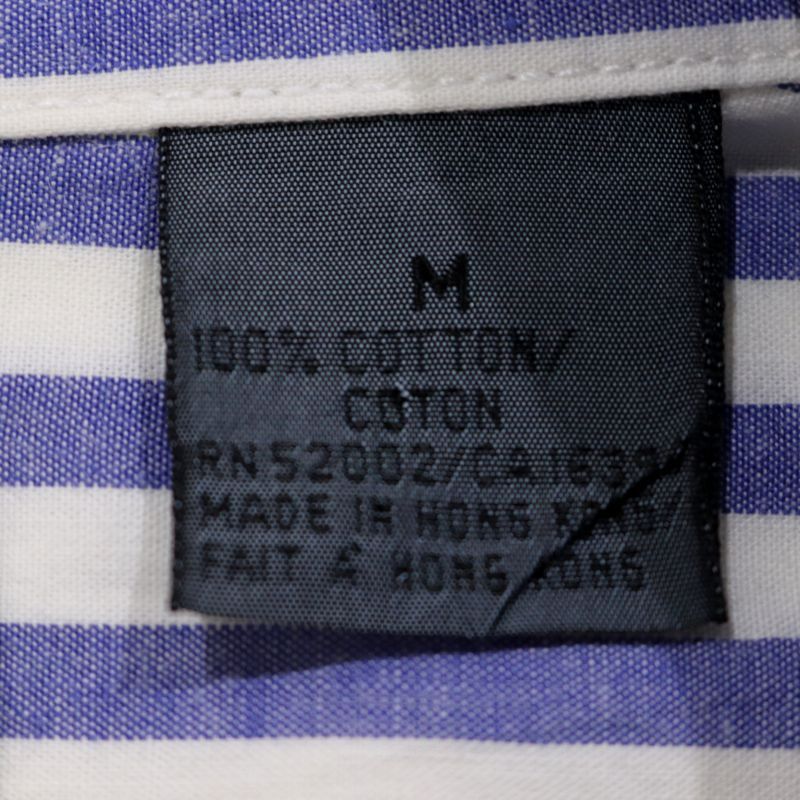 M
100% COTTON/
COTON
RN52002/
MADE IN HONG KONG/
FAIT À HONG KONG